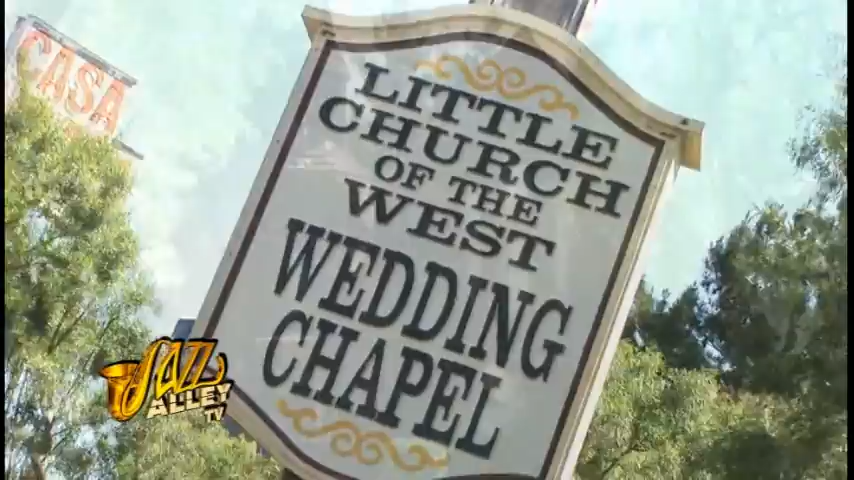 CASA
LITTLE
CHURCH
OF THE
WEST
WEDDING
CHAPEL
JAZZ
ALLEY
TV